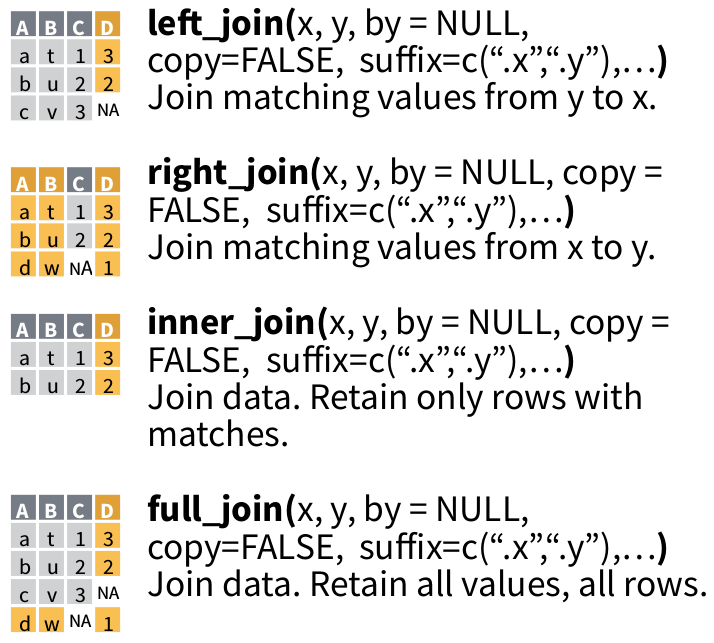 A B C D
a t 1 3
b u 2 2
c v 3 NA
left_join(x, y, by = NULL,
copy=FALSE, suffix=c(“.x”,“.y”),…)
Join matching values from y to x.
A B C D
a t 1 3
b u 2 2
d w NA 1
right_join(x, y, by = NULL, copy =
FALSE, suffix=c(“.x”,“.y”),…)
Join matching values from x to y.
A B C D
a t 1 3
b u 2 2
inner_join(x, y, by = NULL, copy =
FALSE, suffix=c(“.x”,“.y”),…)
Join data. Retain only rows with
matches.
A B C D
a t 1 3
b u 2 2
c v 3 NA
d w NA 1
full_join(x, y, by = NULL,
copy=FALSE, suffix=c(“.x”,“.y”),…)
Join data. Retain all values, all rows.